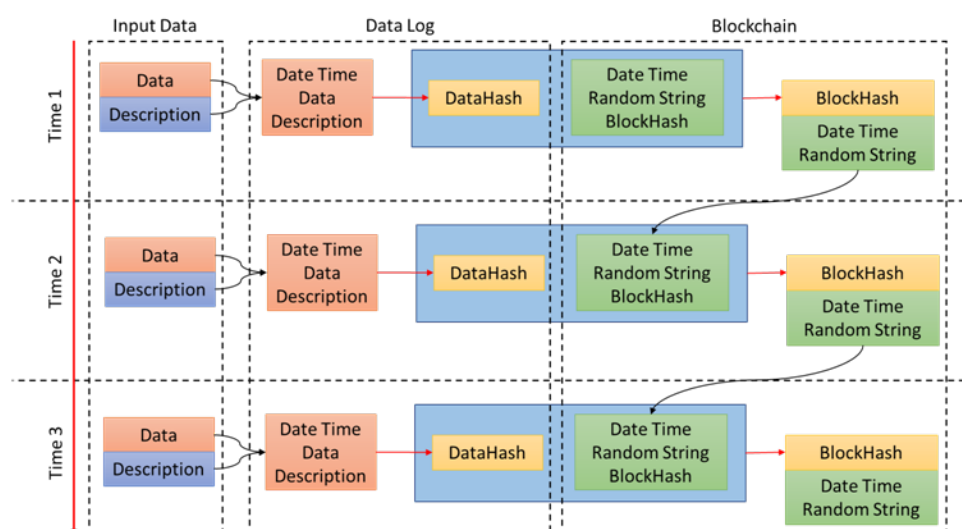 Input Data
Data Log
Blockchain
Time 1
Data
Description
Date Time
Data
Description
DataHash
Date Time
Random String
BlockHash
BlockHash
Date Time
Random String
Time 2
Data
Description
Date Time
Data
Description
DataHash
Date Time
Random String
BlockHash
BlockHash
Date Time
Random String
Time 3
Data
Description
Date Time
Data
Description
DataHash
Date Time
Random String
BlockHash
BlockHash
Date Time
Random String